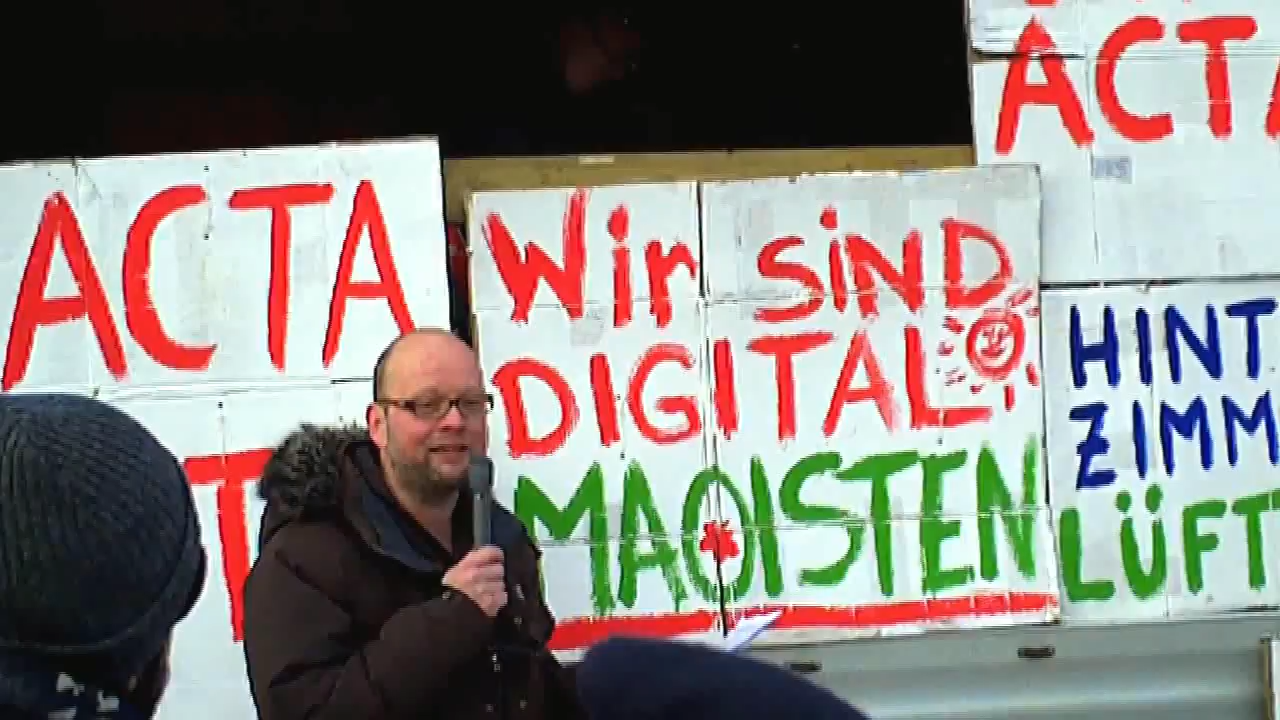 ACTA
Wir SiND
DIGITAL
MAOISTEN
ACTA
HINT
ZIMM
LÜFT